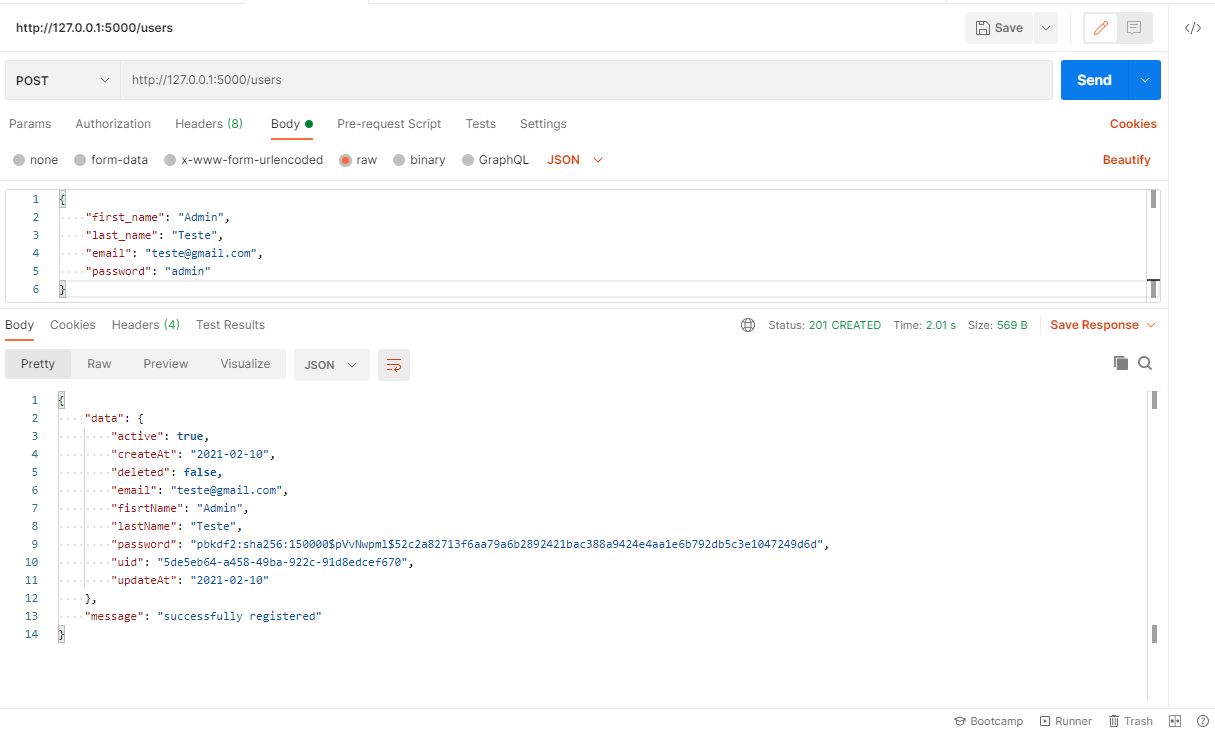 http://127.0.0.1:5000/users
Save
POST http://127.0.0.1:5000/users Send
Params Authorization Headers (8) Body Pre-request Script Tests Settings Cookies
none form-data x-www-form-urlencoded raw binary GraphQL JSON Beautify
1 {
2 "first_name": "Admin",
3 "last_name": "Teste",
4 "email": "teste@gmail.com",
5 "password": "admin"
6 }
Body Cookies Headers (4) Test Results Status: 201 CREATED Time: 2.01 s Size: 569 B Save Response
Pretty Raw Preview Visualize JSON
1 {
2 "data": {
3 "active": true,
4 "createAt": "2021-02-10",
5 "deleted": false,
6 "email": "teste@gmail.com",
7 "fisrtName": "Admin",
8 "lastName": "Teste",
9 "password": "pbkdf2:sha256:150000$pVvNwpml$52c2a82713f6aa79a6b2892421bac388a9424e4aa1e6b792db5c3e1047249d6d",
10 "uid": "5de5eb64-a458-49ba-922c-91d8edcef670",
11 "updateAt": "2021-02-10"
12 },
13 "message": "successfully registered"
14 }
Bootcamp Runner Trash